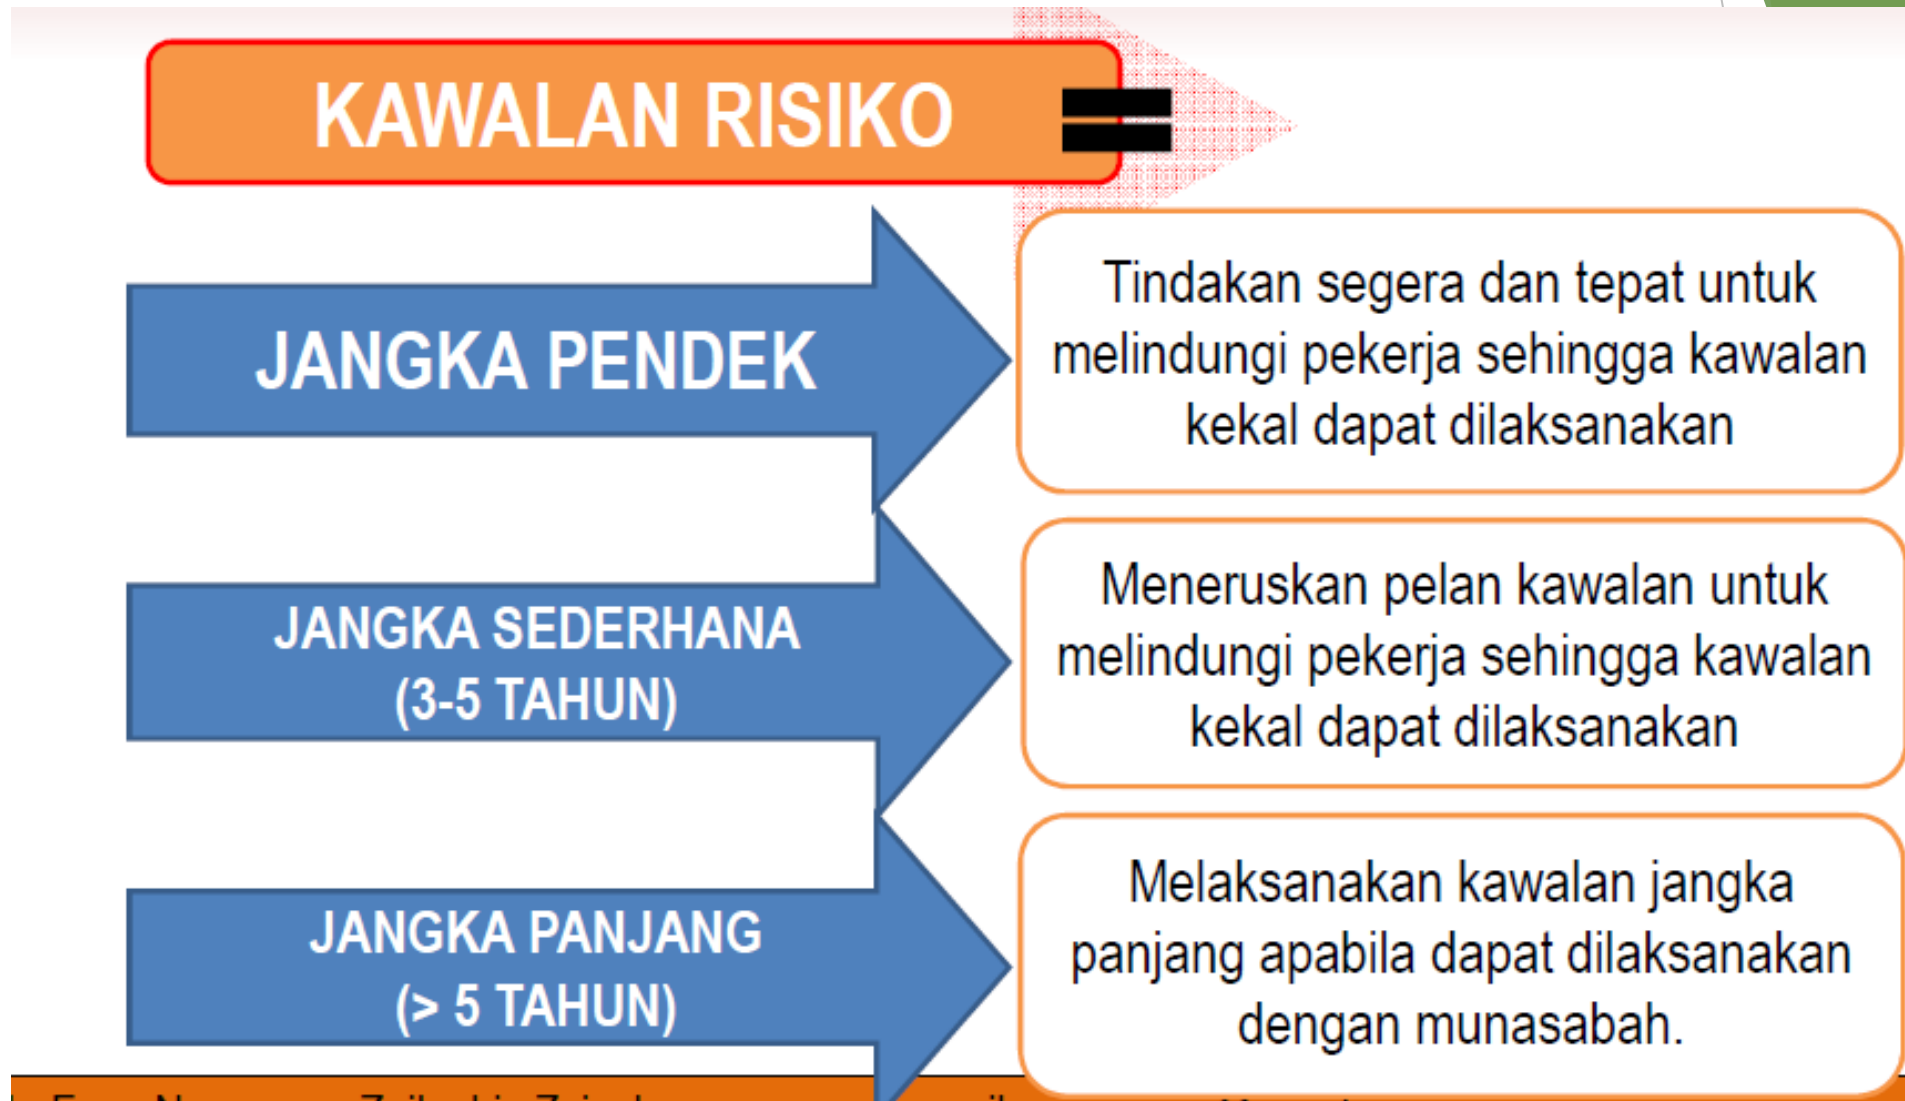 KAWALAN RISIKO =
JANGKA PENDEK
Tindakan segera dan tepat untuk
melindungi pekerja sehingga kawalan
kekal dapat dilaksanakan
JANGKA SEDERHANA
(3-5 TAHUN)
Meneruskan pelan kawalan untuk
melindungi pekerja sehingga kawalan
kekal dapat dilaksanakan
JANGKA PANJANG
(> 5 TAHUN)
Melaksanakan kawalan jangka
panjang apabila dapat dilaksanakan
dengan munasabah.